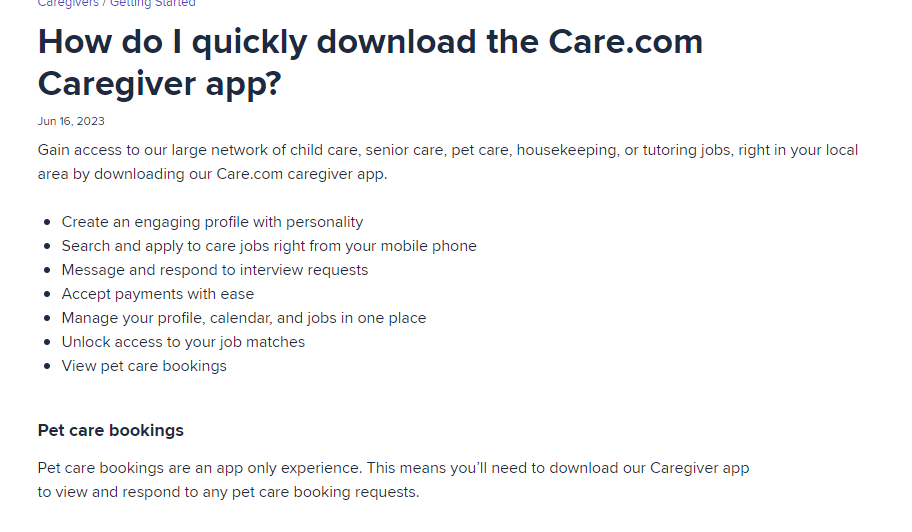 Caregivers / Getting Started
How do I quickly download the Care.com
Caregiver app?
Jun 16, 2023
Gain access to our large network of child care, senior care, pet care, housekeeping, or tutoring jobs, right in your local
area by downloading our Care.com caregiver app.
Create an engaging profile with personality
Search and apply to care jobs right from your mobile phone
Message and respond to interview requests
Accept payments with ease
Manage your profile, calendar, and jobs in one place
Unlock access to your job matches
View pet care bookings
Pet care bookings
Pet care bookings are an app only experience. This means you’ll need to download our Caregiver app
to view and respond to any pet care booking requests.